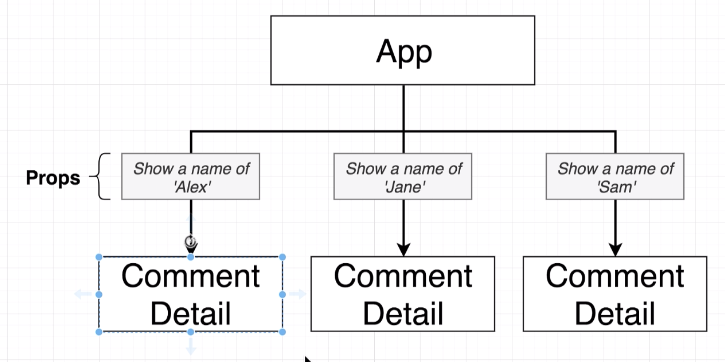 App
Props
Show a name of
'Alex'
Show a name of
'Jane'
Show a name of
'Sam'
Comment
Detail
Comment
Detail
Comment
Detail